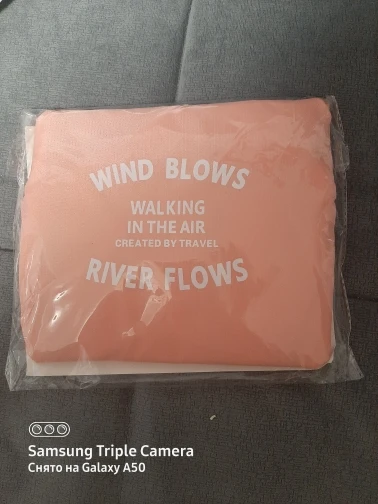 WIND BLOWS
WALKING
IN THE AIR
CREATED BY TRAVEL
RIVER FLOWS
Samsung Triple Camera
Снято на Galaxy A50